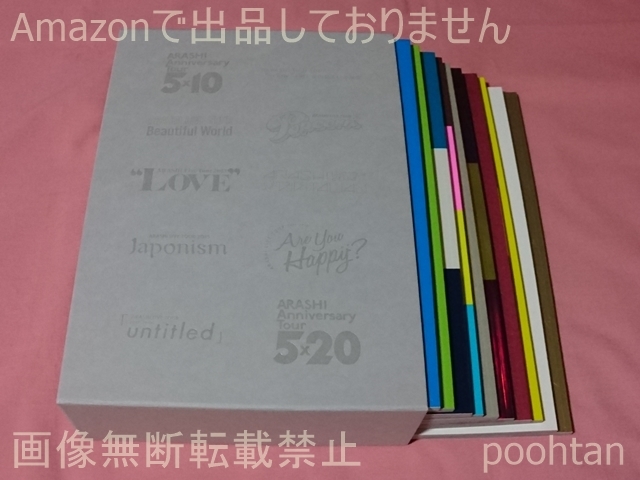 Amazonで出品しておりません
ARASHI
Anniversary
Tour
5×10
Beautiful World
Popcorn
"LOVE"
Japonism
Are You
Happy?
「untitled」
ARASHI
Anniversary
Tour
5×20
画像無断転載禁止
poohtan